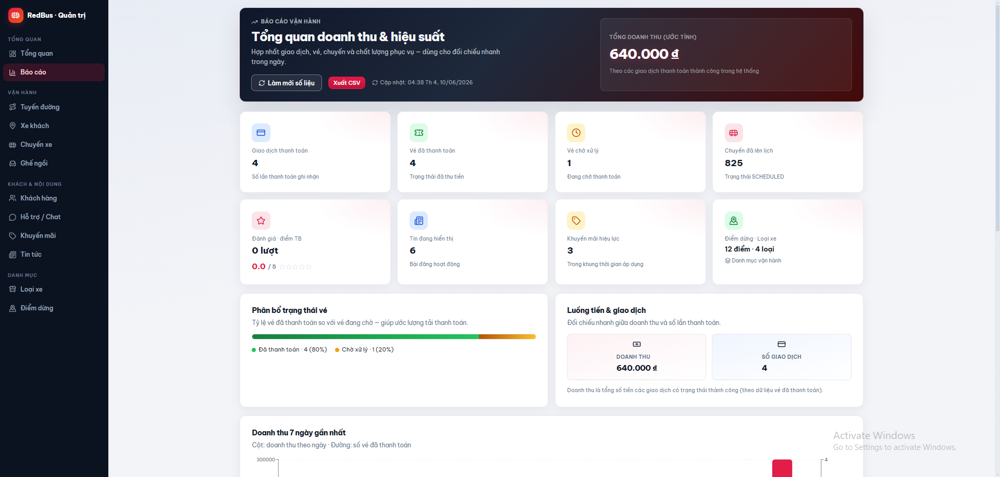 RedBus · Quản trị
TỔNG QUAN
Tổng quan
Báo cáo
VẬN HÀNH
Tuyến đường
Xe khách
Chuyến xe
Ghế ngồi
KHÁCH & NỘI DUNG
Khách hàng
Hỗ trợ / Chat
Khuyến mãi
Tin tức
DANH MỤC
Loại xe
Điểm dừng
BÁO CÁO VẬN HÀNH
Tổng quan doanh thu & hiệu suất
Hợp nhất giao dịch, vé, chuyến và chất lượng phục vụ — dùng cho đối chiếu nhanh
trong ngày.
Làm mới số liệu
Xuất CSV
Cập nhật: 04:38 Th 4, 10/06/2026
TỔNG DOANH THU (ƯỚC TÍNH)
640.000 ₫
Theo các giao dịch thanh toán thành công trong hệ thống
Giao dịch thanh toán
4
Số lần thanh toán ghi nhận
Vé đã thanh toán
4
Trạng thái đã thu tiền
Vé chờ xử lý
1
Đang chờ thanh toán
Chuyến đã lên lịch
825
Trạng thái SCHEDULED
Đánh giá · điểm TB
0 lượt
0.0 / 5
Tin đang hiển thị
6
Bài đăng hoạt động
Khuyến mãi hiệu lực
3
Trong khung thời gian áp dụng
Điểm dừng · Loại xe
12 điểm · 4 loại
Danh mục vận hành
Phân bổ trạng thái vé
Tỷ lệ vé đã thanh toán so với vé đang chờ — giúp ước lượng tải thanh toán.
Đã thanh toán · 4 (80%)
Chờ xử lý · 1 (20%)
Luồng tiền & giao dịch
Đối chiếu nhanh giữa doanh thu và số lần thanh toán.
DOANH THU
640.000 ₫
SỐ GIAO DỊCH
4
Doanh thu là tổng số tiền các giao dịch có trạng thái thành công (theo dữ liệu vé đã thanh toán).
Doanh thu 7 ngày gần nhất
Cột: doanh thu theo ngày · Đường: số vé đã thanh toán
300000
4
Activate Windows
Go to Settings to activate Windows.